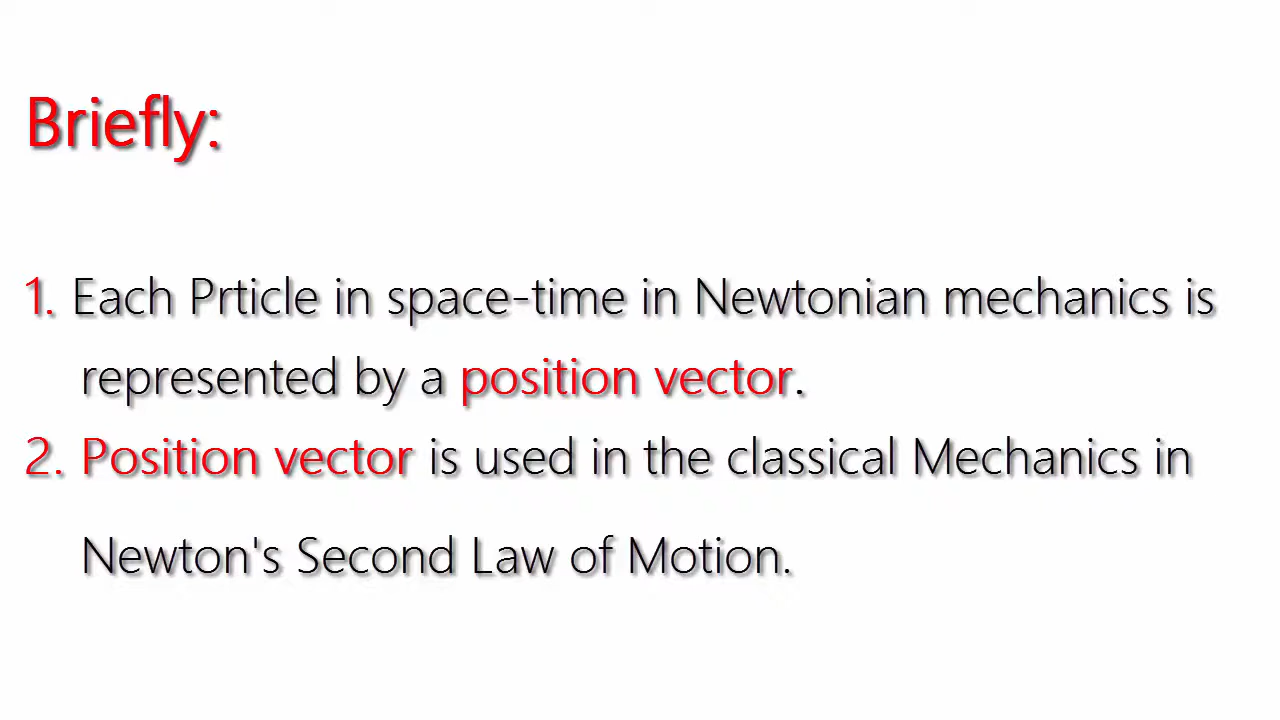 Briefly:
1. Each Prticle in space-time in Newtonian mechanics is
represented by a position vector.
2. Position vector is used in the classical Mechanics in
Newton's Second Law of Motion.